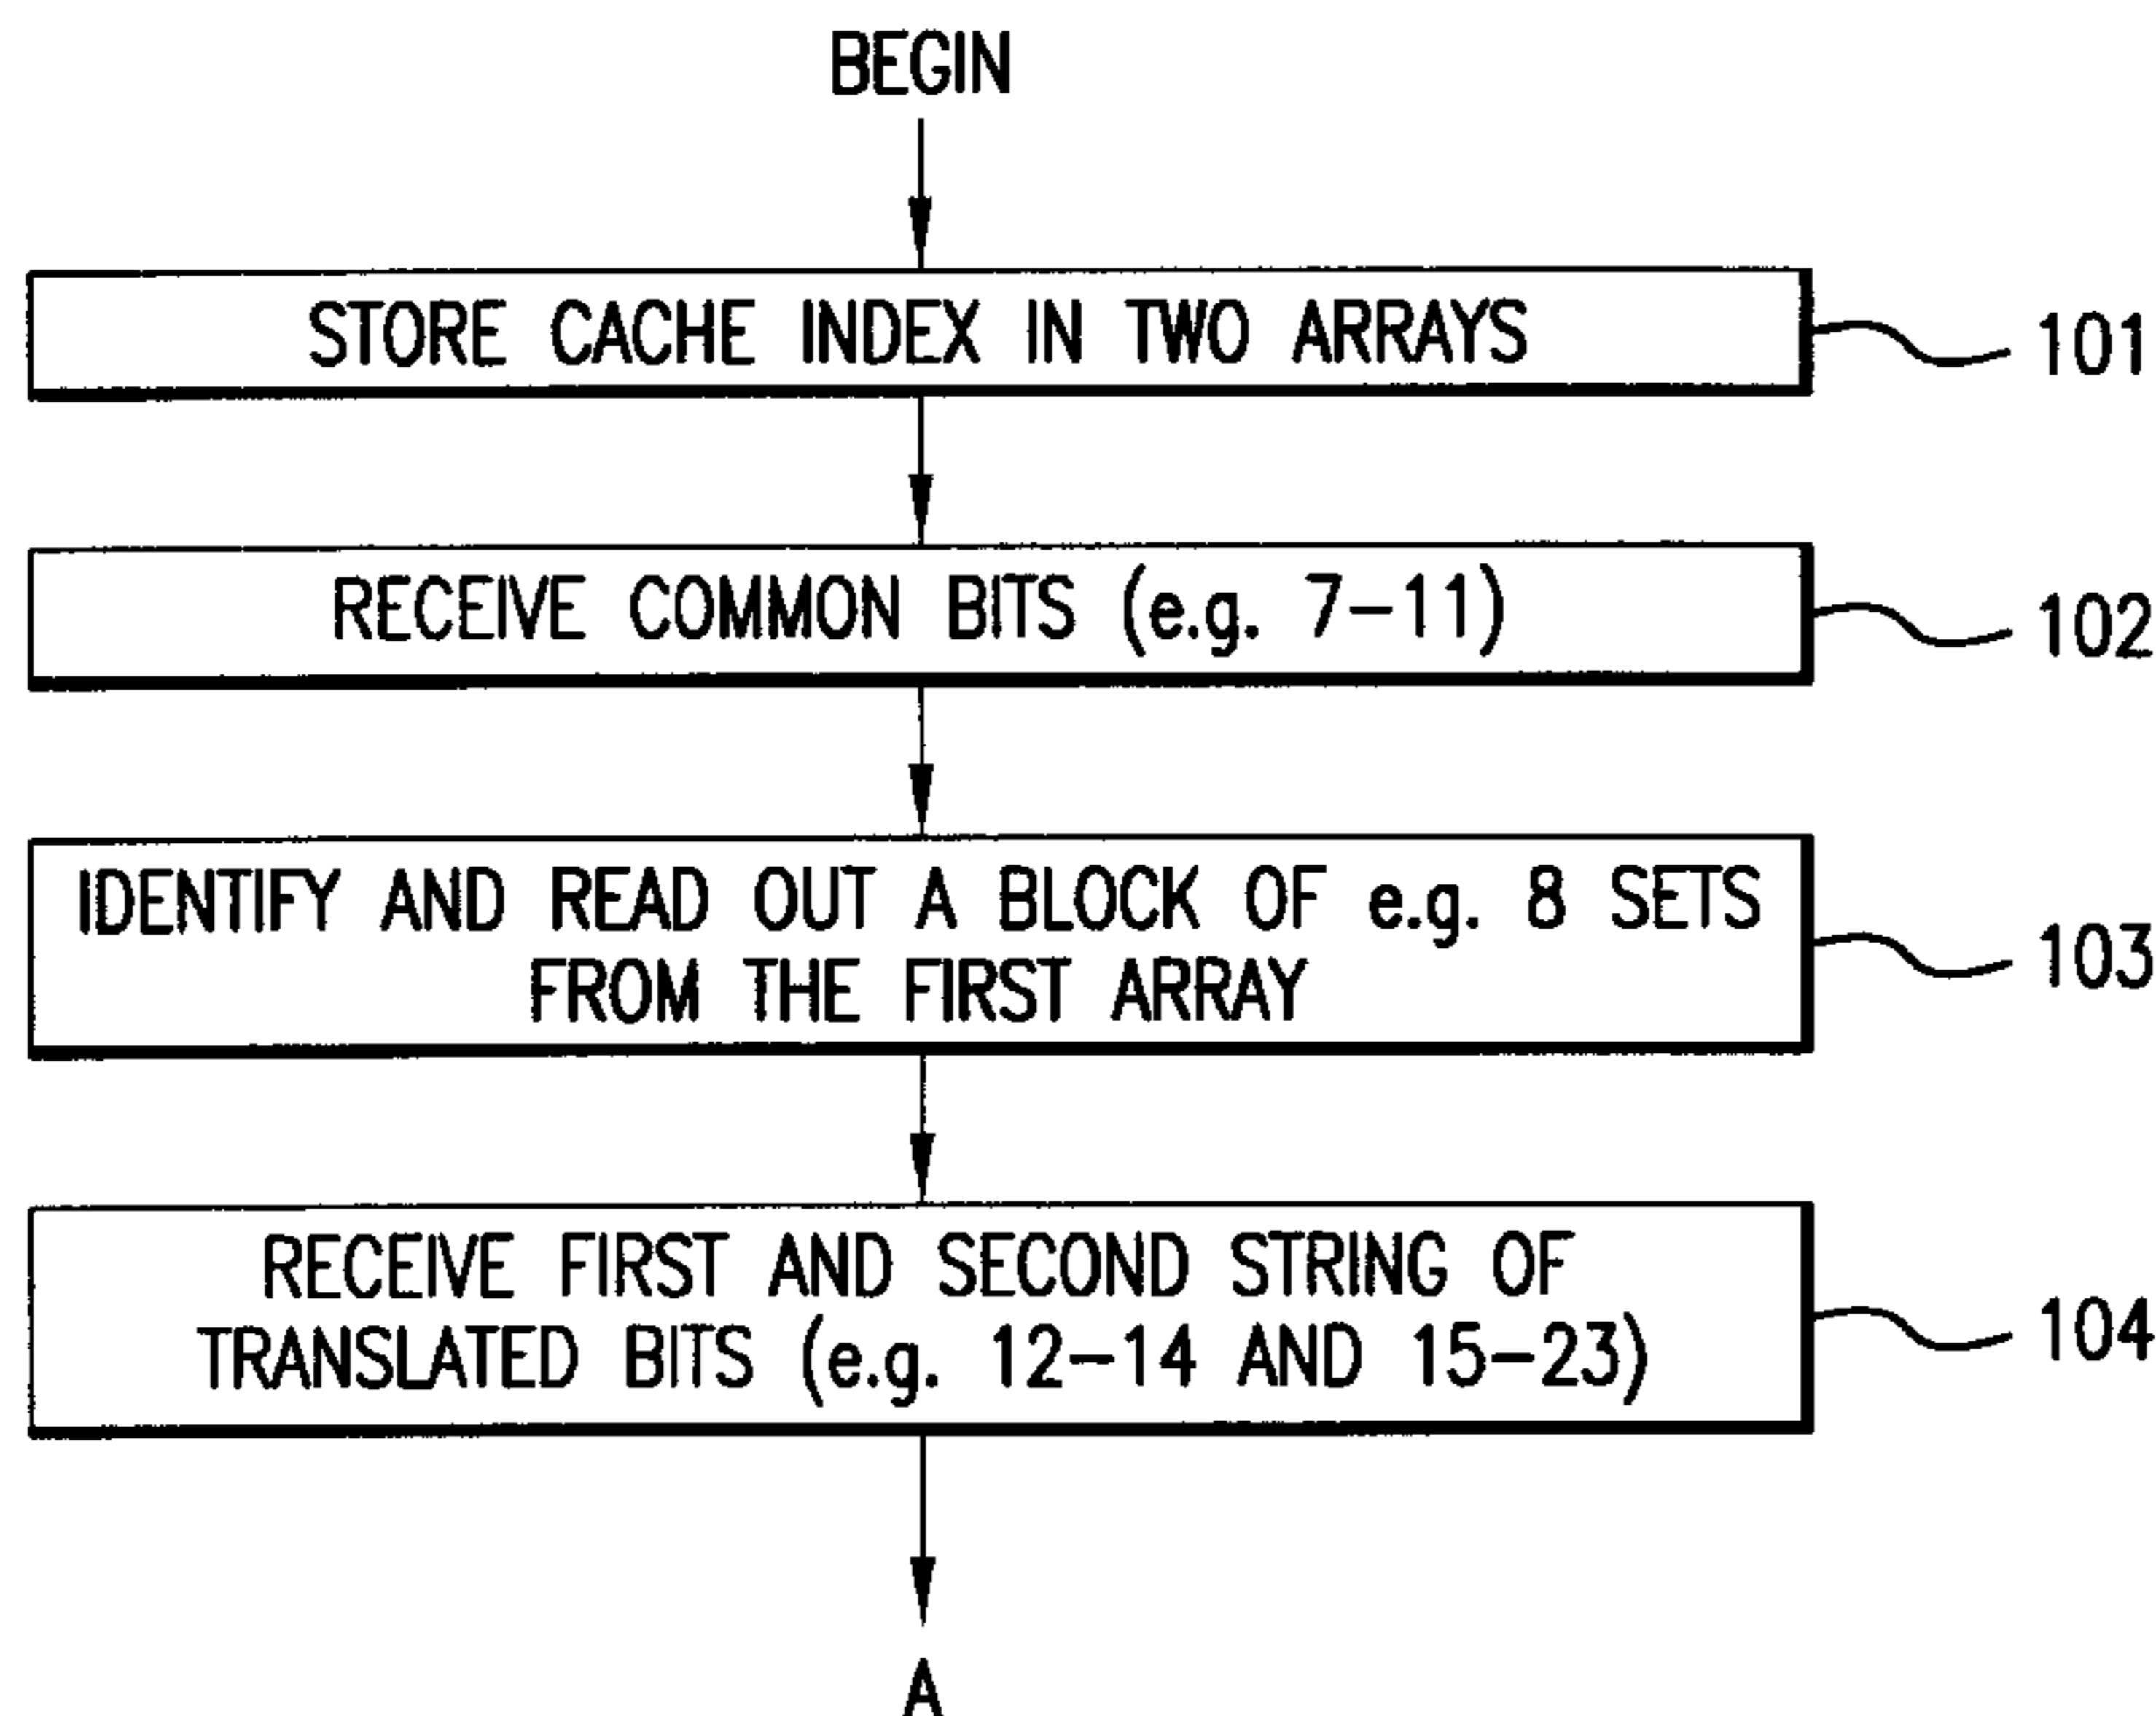 BEGIN
STORE CACHE INDEX IN TWO ARRAYS
101
RECEIVE COMMON BITS (e.g. 7-11)
102
IDENTIFY AND READ OUT A BLOCK OF e.g. 8 SETS
FROM THE FIRST ARRAY
103
RECEIVE FIRST AND SECOND STRING OF
TRANSLATED BITS (e.g. 12-14 AND 15-23)
104
A